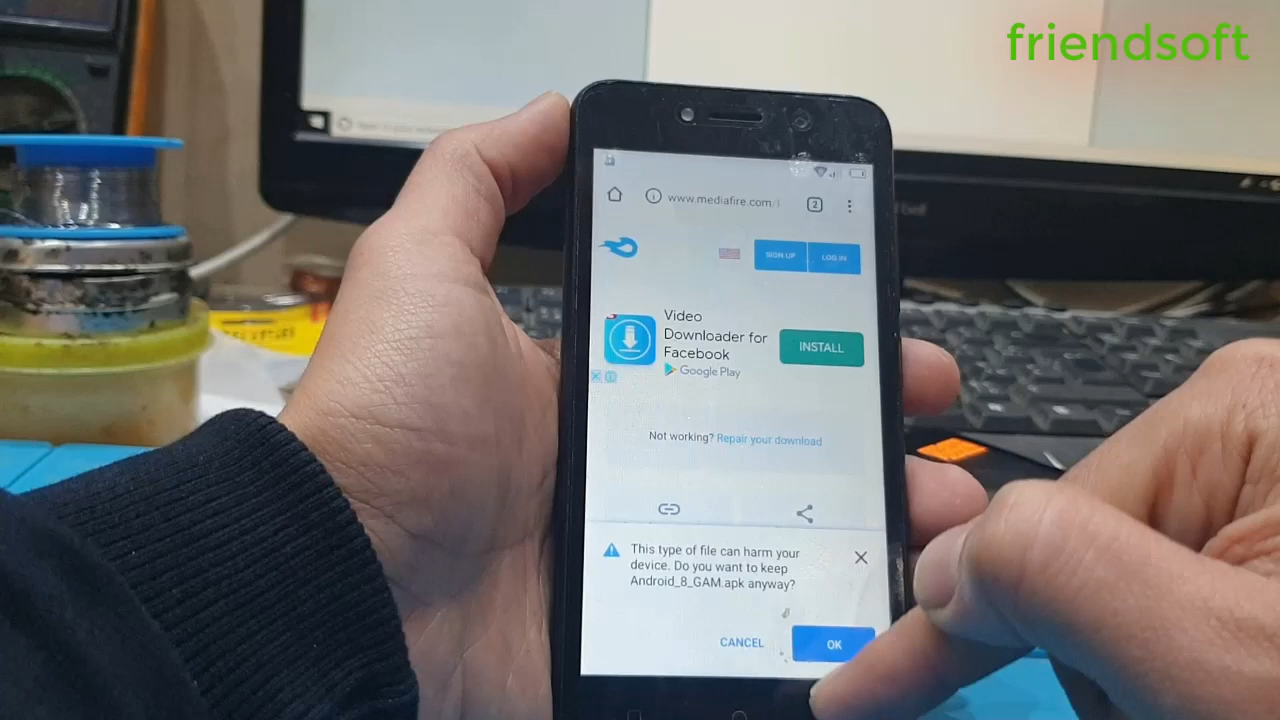 friendsoft
www.mediafire.com/
2
SIGN UP
LOG IN
Video
Downloader for
Facebook
Google Play
INSTALL
Not working? Repair your download
This type of file can harm your
device. Do you want to keep
Android_8_GAM.apk anyway?
CANCEL
OK